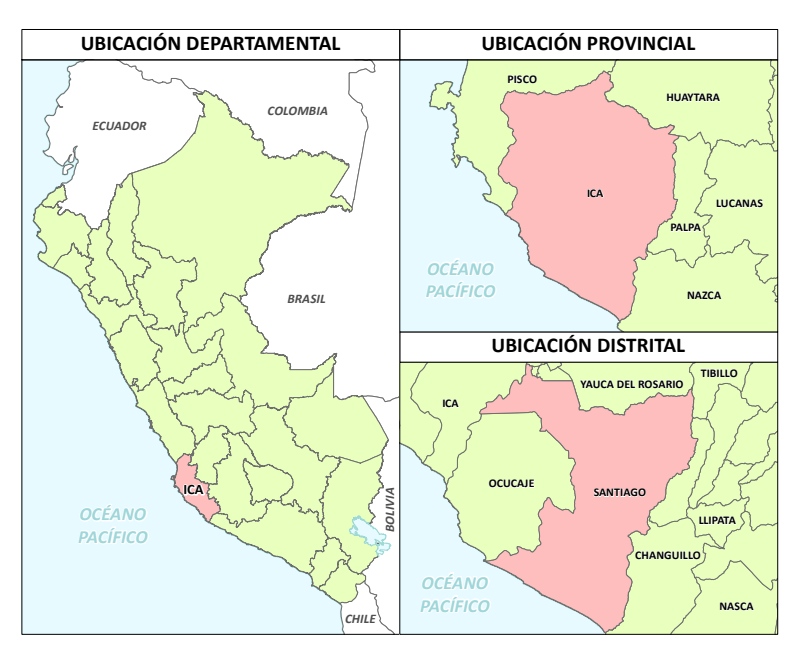 UBICACIÓN DEPARTAMENTAL
ECUADOR
COLOMBIA
BRASIL
ICA
OCÉANO
PACÍFICO
BOLIVIA
CHILE
UBICACIÓN PROVINCIAL
PISCO
HUAYTARA
ICA
LUCANAS
PALPA
OCÉANO
PACÍFICO
NAZCA
UBICACIÓN DISTRITAL
TIBILLO
YAUCA DEL ROSARIO
ICA
OCUCAJE
SANTIAGO
LLIPATA
CHANGUILLO
OCÉANO
PACÍFICO
NASCA